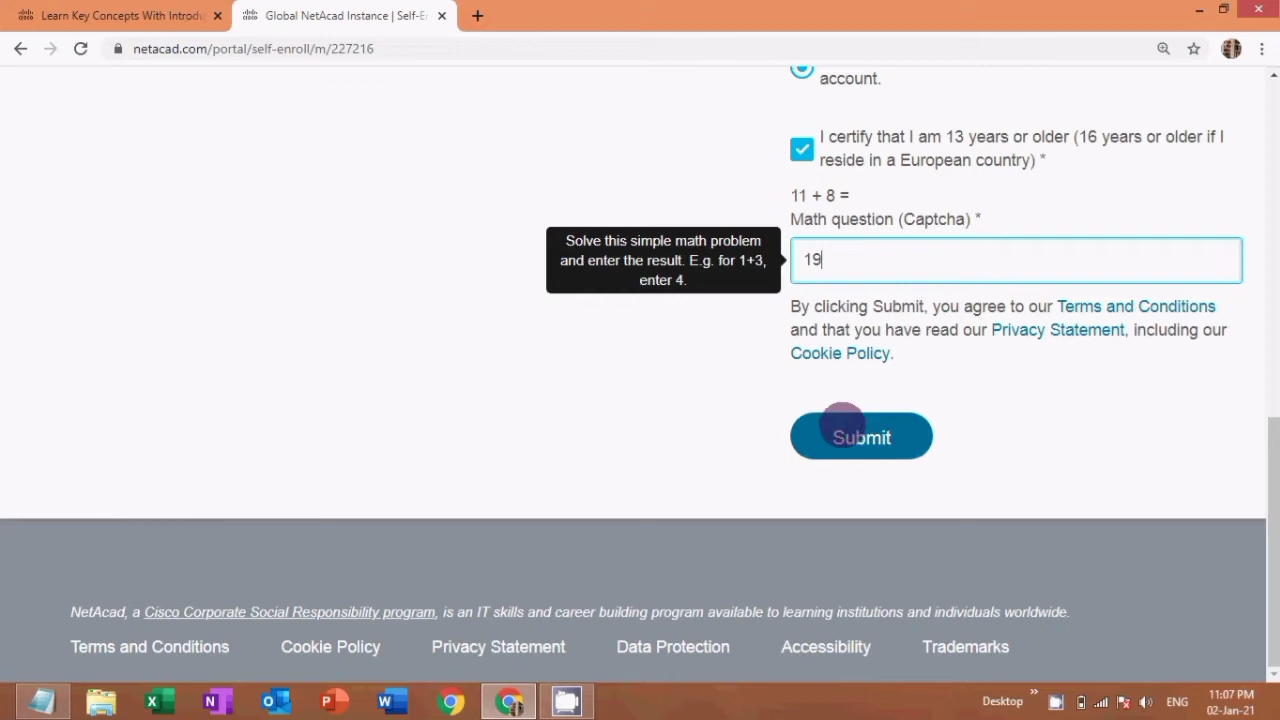 Learn Key Concepts With Introdu
Global NetAcad Instance | Self-E
netacad.com/portal/self-enroll/m/227216
account.
I certify that I am 13 years or older (16 years or older if I
reside in a European country) *
11 + 8 =
Math question (Captcha) *
Solve this simple math problem
and enter the result. E.g. for 1+3,
enter 4.
19
By clicking Submit, you agree to our Terms and Conditions
and that you have read our Privacy Statement, including our
Cookie Policy.
Submit
NetAcad, a Cisco Corporate Social Responsibility program, is an IT skills and career building program available to learning institutions and individuals worldwide.
Terms and Conditions Cookie Policy Privacy Statement Data Protection Accessibility Trademarks
Desktop
ENG
11:07 PM
02-Jan-21